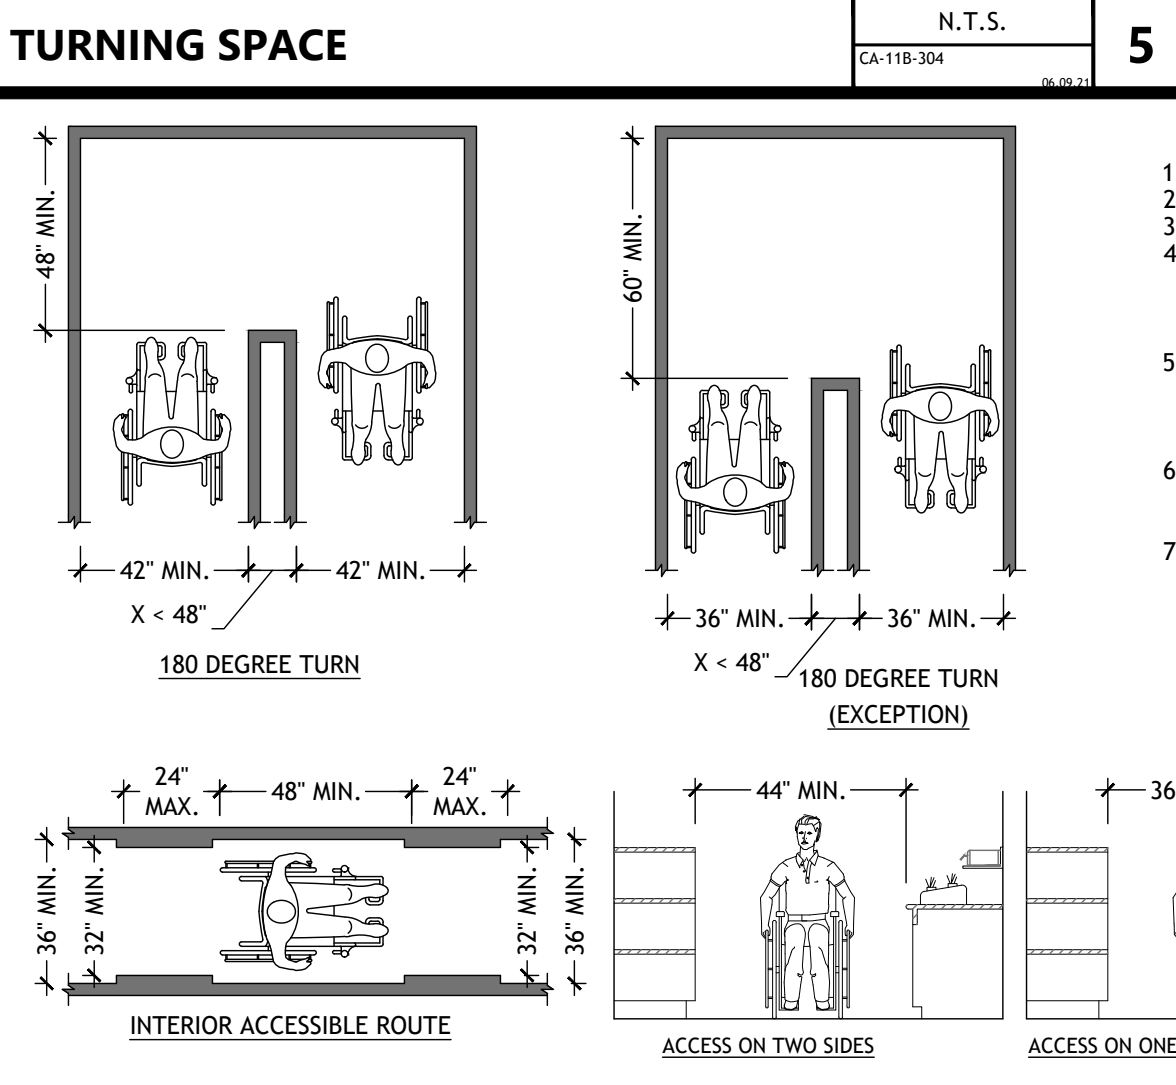 TURNING SPACE
N.T.S.
CA-11B-304
06.09.21
5
48" MIN.
42" MIN.
42" MIN.
X < 48"
180 DEGREE TURN
60" MIN.
36" MIN.
36" MIN.
X < 48"
180 DEGREE TURN
(EXCEPTION)
1
2
3
4
5
6
7
24"
MAX.
48" MIN.
24"
MAX.
36" MIN.
32" MIN.
32" MIN.
36" MIN.
INTERIOR ACCESSIBLE ROUTE
44" MIN.
ACCESS ON TWO SIDES
36
ACCESS ON ONE